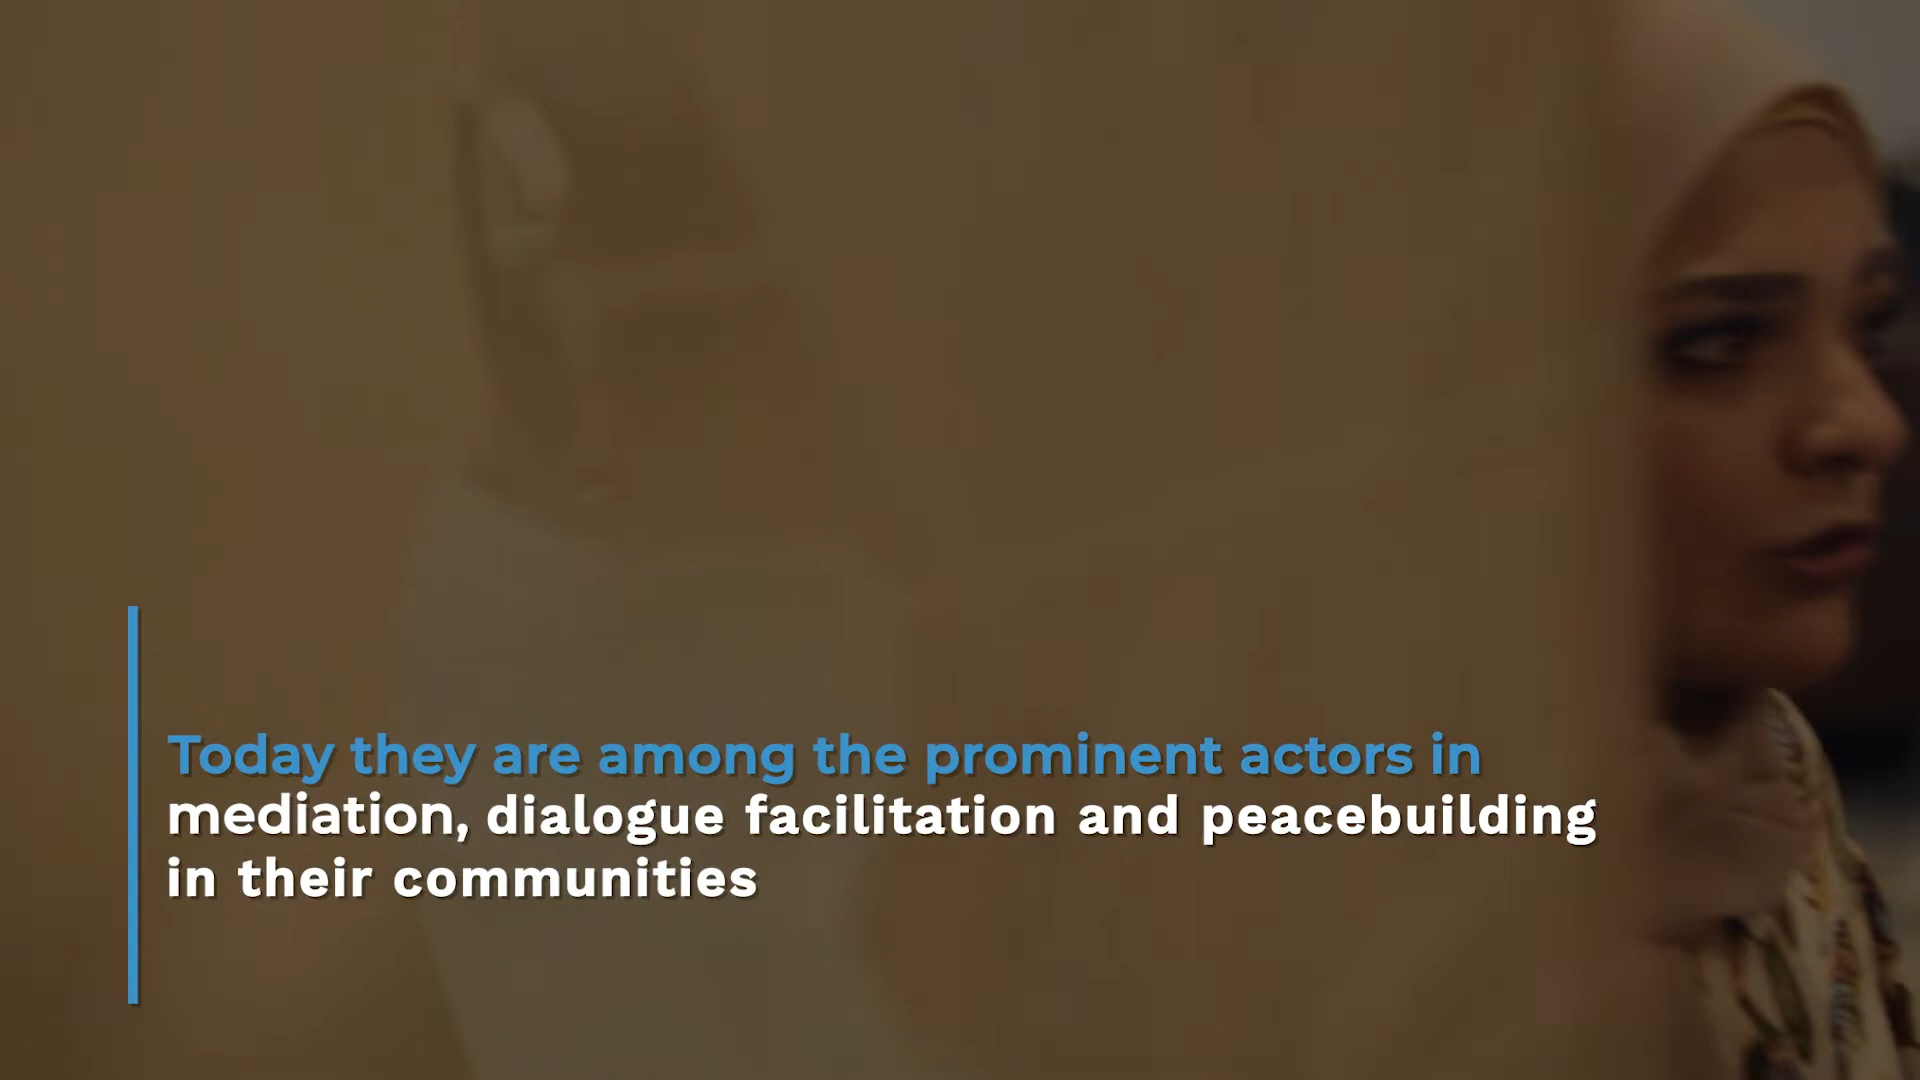 Today they are among the prominent actors in
mediation, dialogue facilitation and peacebuilding
in their communities